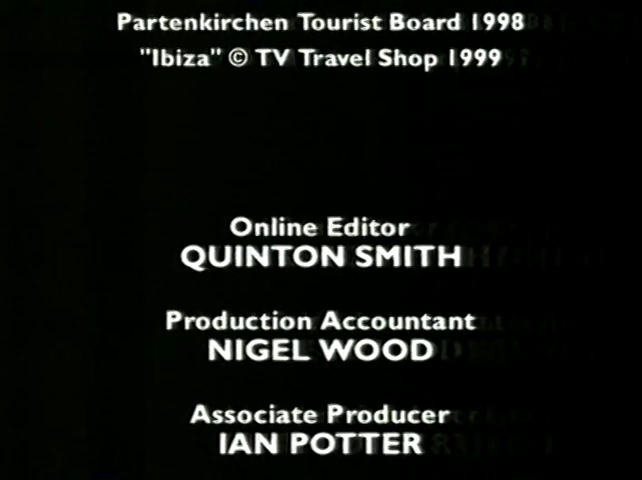 Partenkirchen Tourist Board 1998
"Ibiza" © TV Travel Shop 1999
Online Editor
QUINTON SMITH
Production Accountant
NIGEL WOOD
Associate Producer
IAN POTTER